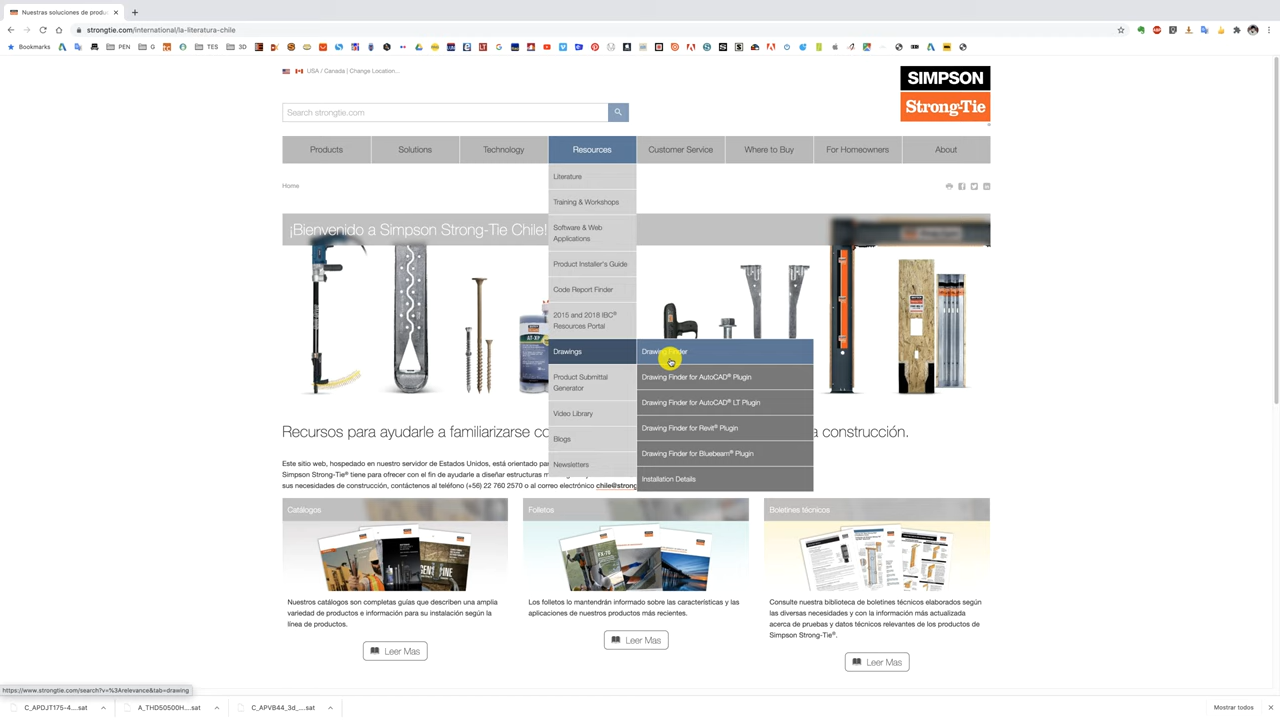 Nuestras soluciones de produc
strongtie.com/international/la-literatura-chile
Bookmarks
PEN
G
TES
3D
USA / Canada | Change Location...
SIMPSON
Strong-Tie
Search strongtie.com
Products
Solutions
Technology
Resources
Customer Service
Where to Buy
For Homeowners
About
Home
Literature
Training & Workshops
Software & Web
Applications
Product Installer's Guide
Code Report Finder
2015 and 2018 IBC®
Resources Portal
Drawings
Product Submittal
Generator
Video Library
Blogs
Newsletters
Drawing Finder
Drawing Finder for AutoCAD® Plugin
Drawing Finder for AutoCAD® LT Plugin
Drawing Finder for Revit® Plugin
Drawing Finder for Bluebeam® Plugin
Installation Details
¡Bienvenido a Simpson Strong-Tie Chile!
Recursos para ayudarle a familiarizarse co
a construcción.
Este sitio web, hospedado en nuestro servidor de Estados Unidos, está orientado
Simpson Strong-Tie® tiene para ofrecer con el fin de ayudarle a diseñar estructuras
sus necesidades de construcción, contáctenos al teléfono (+56) 22 760 2570 o al correo electrónico chile@strong
Catálogos
Folletos
Boletines técnicos
Nuestros catálogos son completas guías que describen una amplia
variedad de productos e información para su instalación según la
línea de productos.
Leer Mas
Los folletos lo mantendrán informado sobre las características y las
aplicaciones de nuestros productos más recientes.
Leer Mas
Consulte nuestra biblioteca de boletines técnicos elaborados según
las diversas necesidades y con la información más actualizada
acerca de pruebas y datos técnicos relevantes de los productos de
Simpson Strong-Tie®.
Leer Mas
https://www.strongtie.com/search?v=%3Arelevance&tab=drawing
C_APDJT175-4....sat
A_THD50500H....sat
C_APVB44_3d_....sat
Mostrar todos